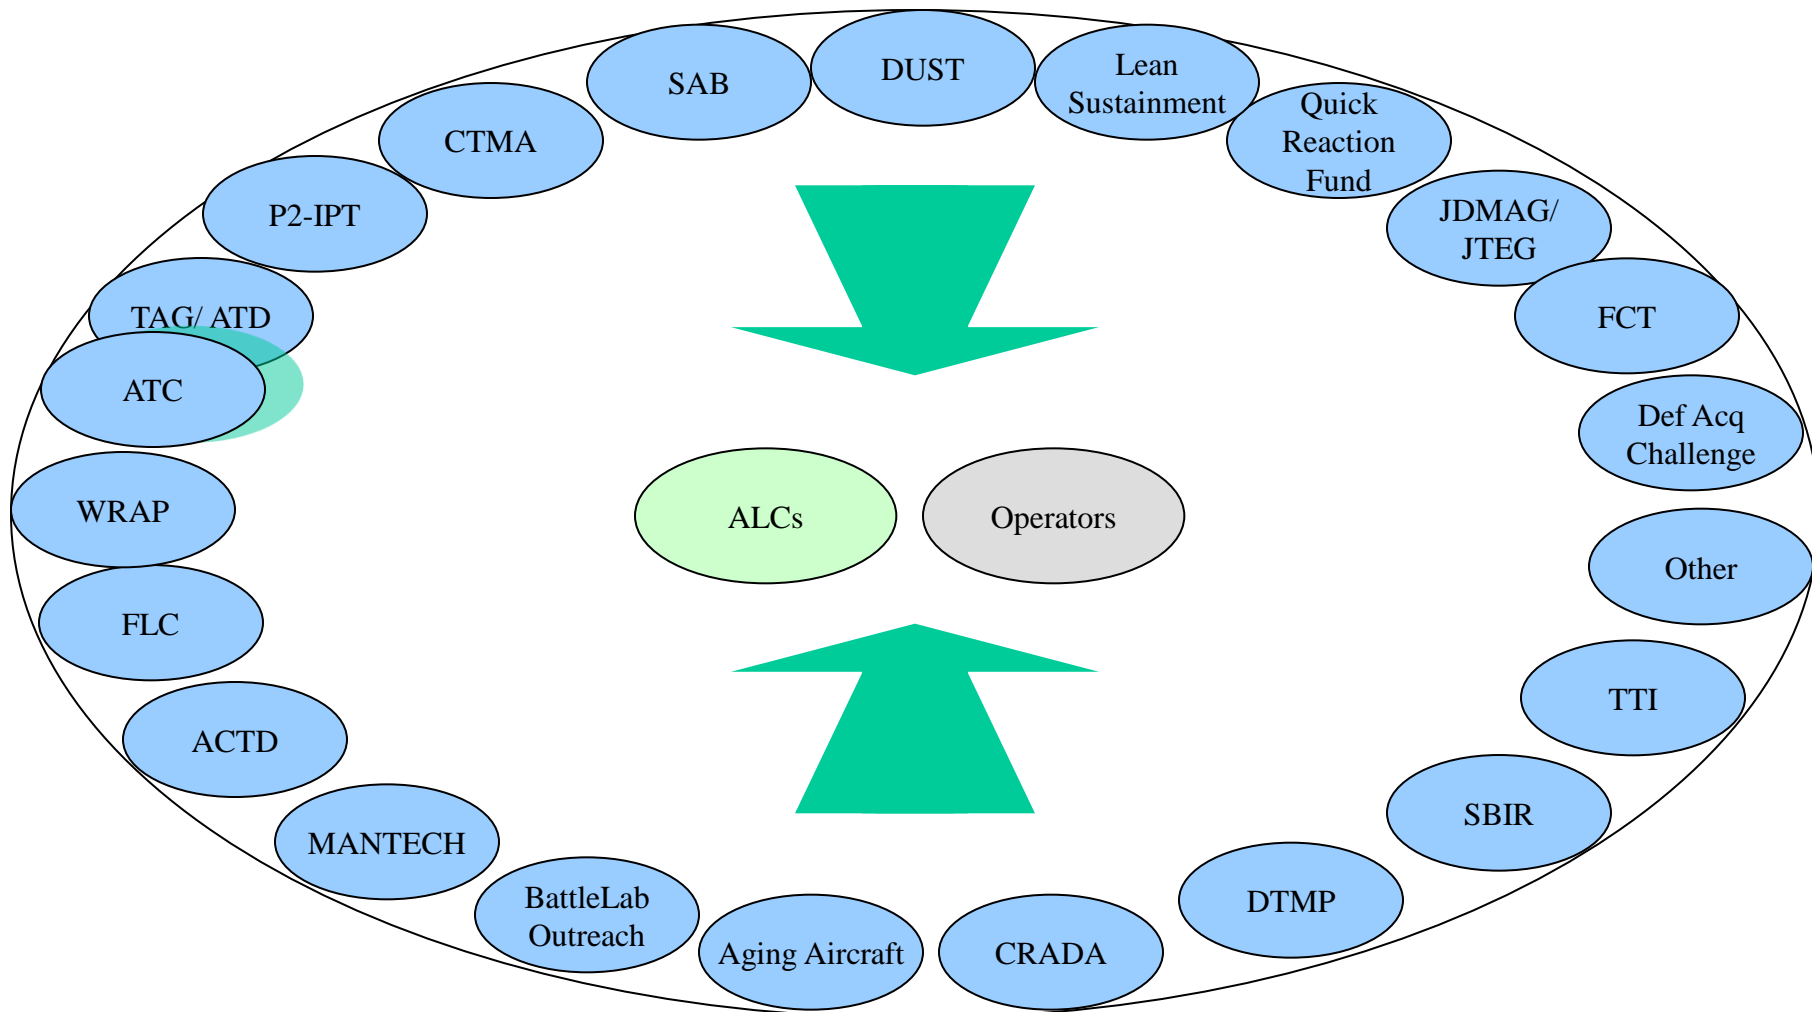 DUST
Lean
Sustainment
SAB
Quick
Reaction
Fund
CTMA
P2-IPT
JDMAG/
JTEG
TAG/ ATD
FCT
ATC
Def Acq
Challenge
WRAP
ALCs
Operators
Other
FLC
TTI
ACTD
SBIR
MANTECH
DTMP
BattleLab
Outreach
Aging Aircraft
CRADA